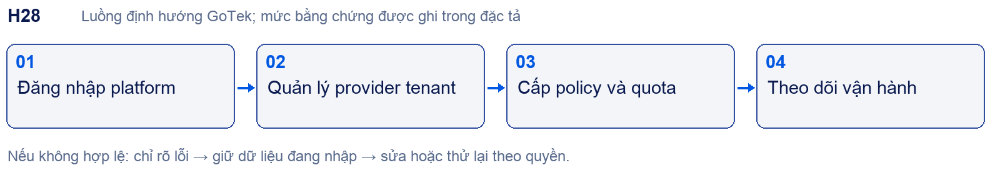 H28 Luồng định hướng GoTek; mức bằng chứng được ghi trong đặc tả
01
Đăng nhập platform
02
Quản lý provider tenant
03
Cấp policy và quota
04
Theo dõi vận hành
Nếu không hợp lệ: chỉ rõ lỗi → giữ dữ liệu đang nhập → sửa hoặc thử lại theo quyền.